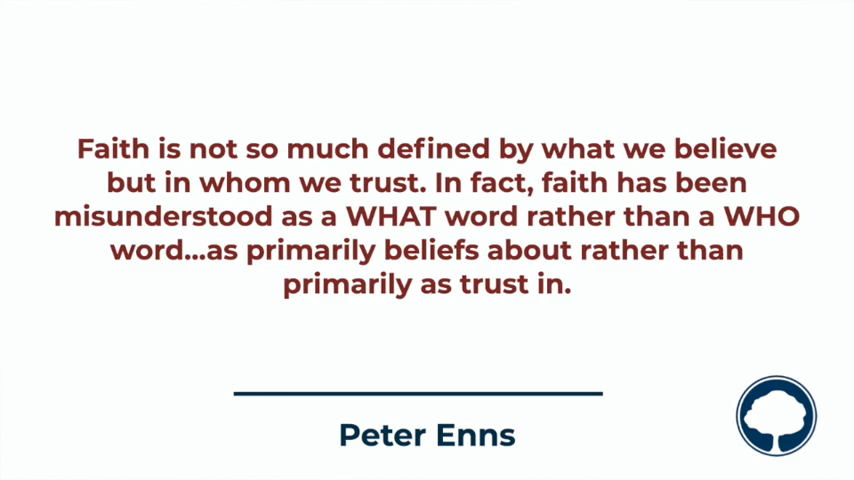 Faith is not so much defined by what we believe
but in whom we trust. In fact, faith has been
misunderstood as a WHAT word rather than a WHO
word...as primarily beliefs about rather than
primarily as trust in.
Peter Enns